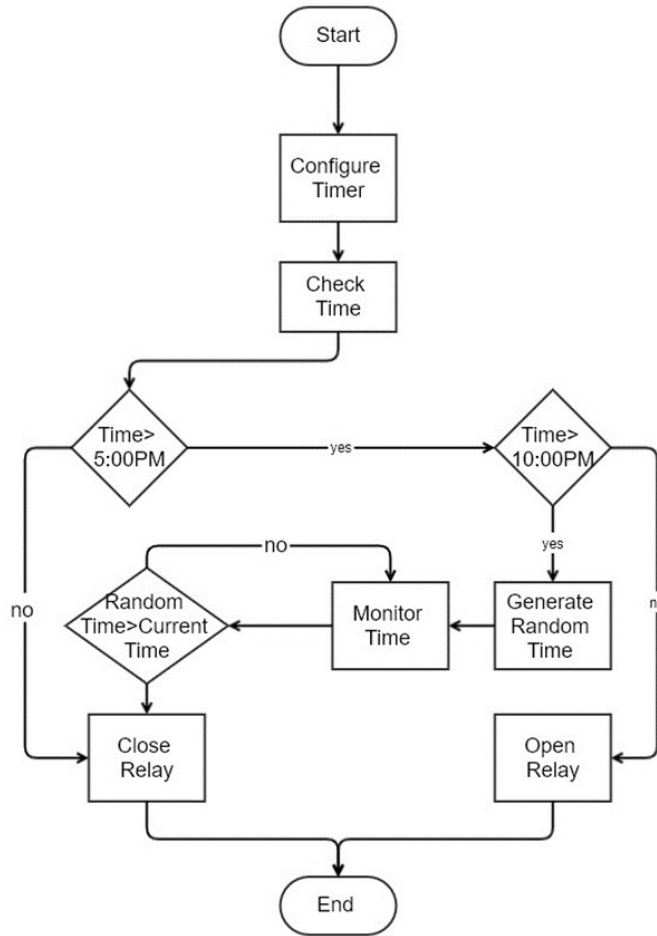 Start
Configure
Timer
Check
Time
Time>
5:00PM
yes
Time>
10:00PM
no
yes
no
Random
Time>Current
Time
Monitor
Time
Generate
Random
Time
n
Close
Relay
Open
Relay
End